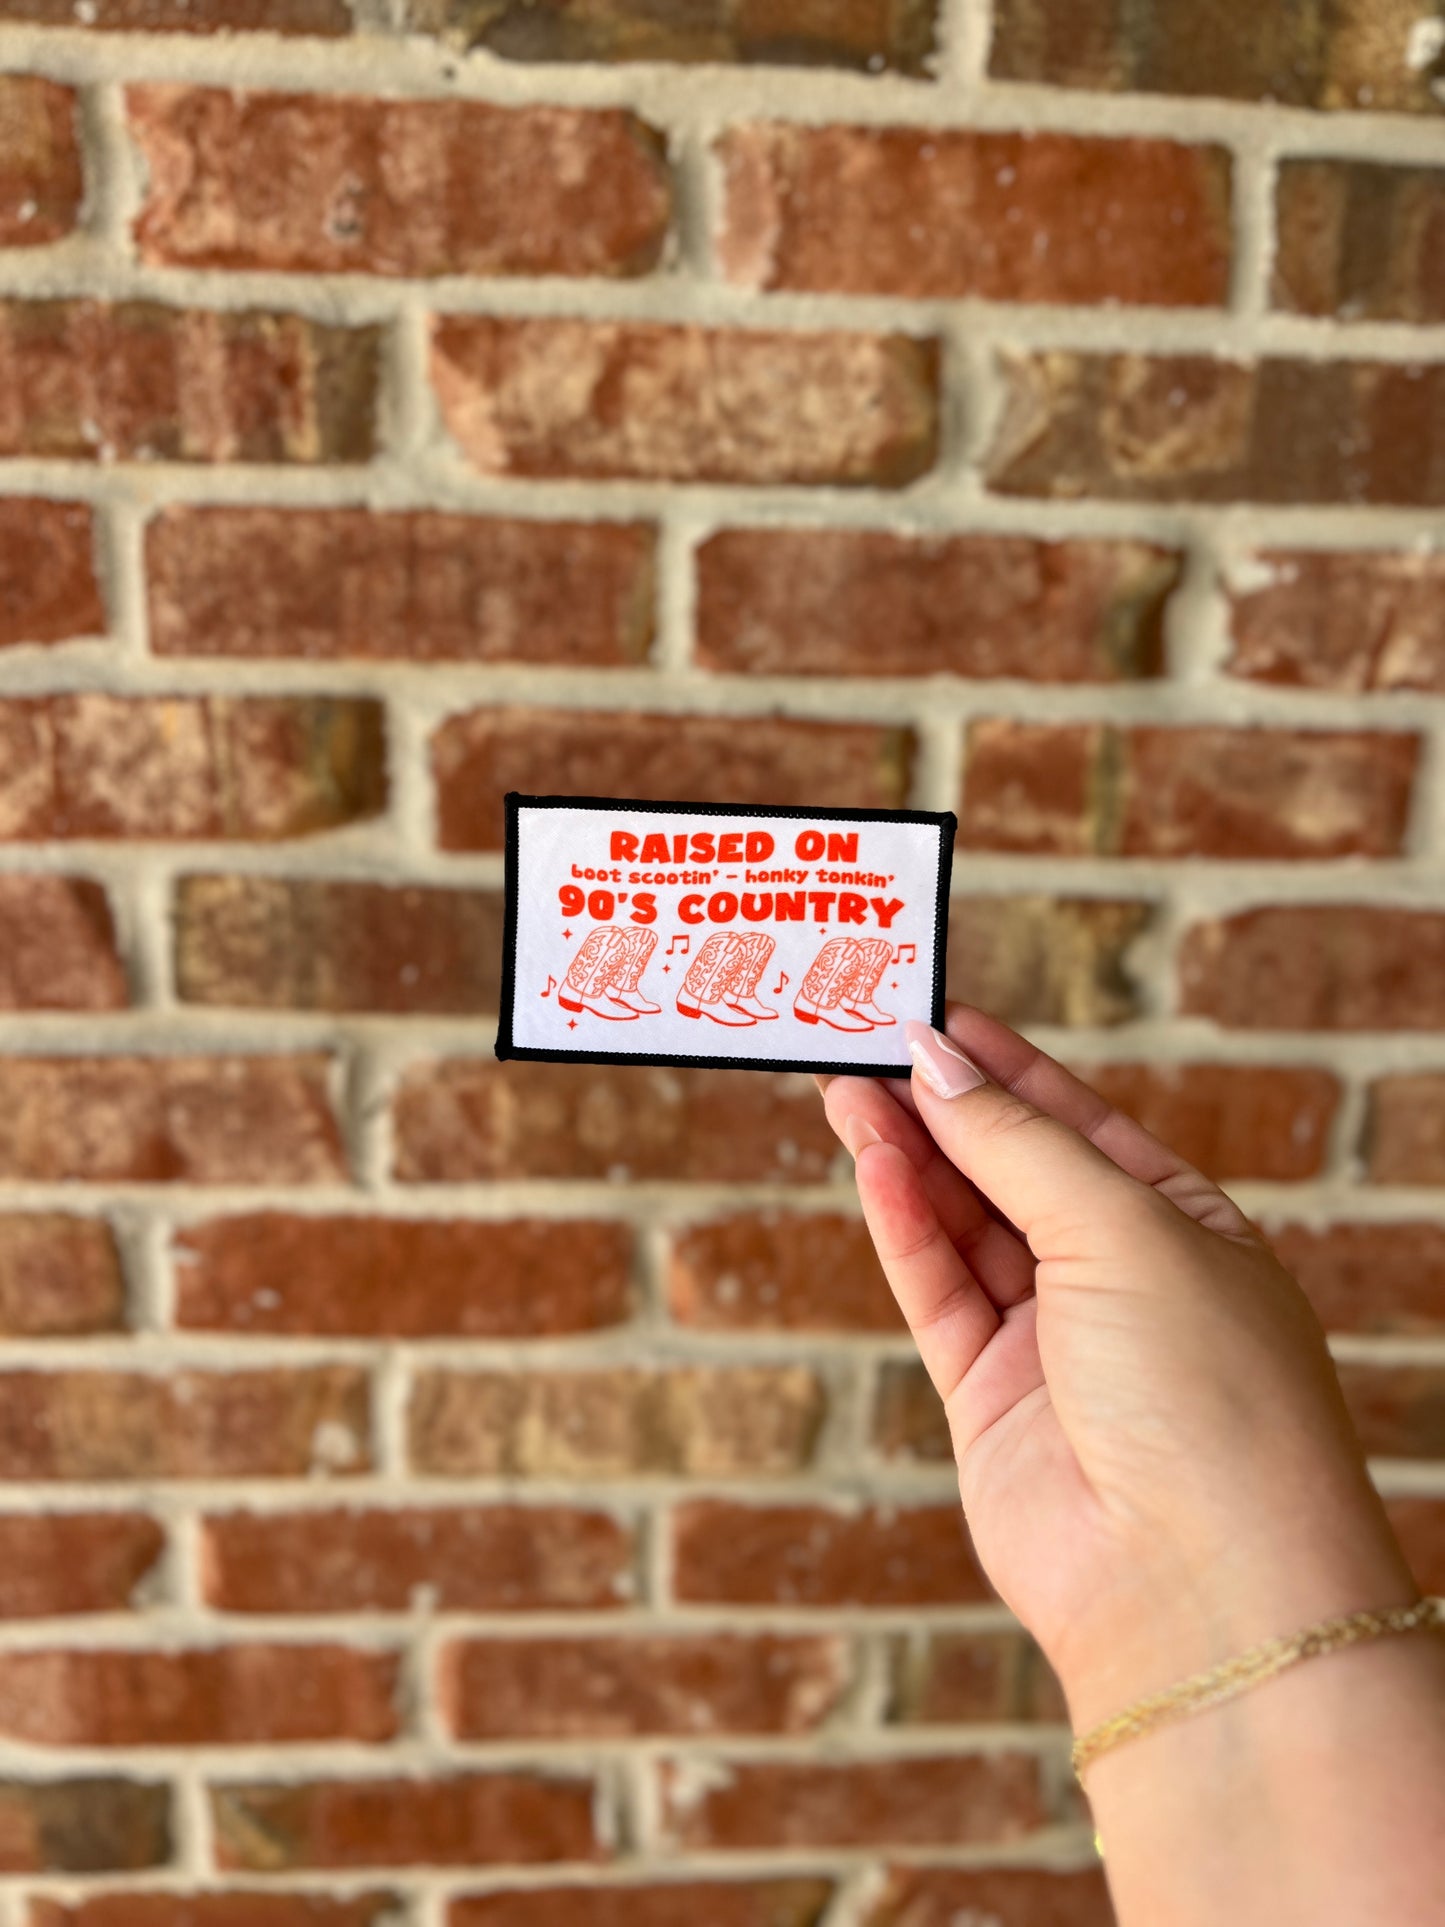 RAISED ON
boot scootin' - honky tonkin'
90'S COUNTRY